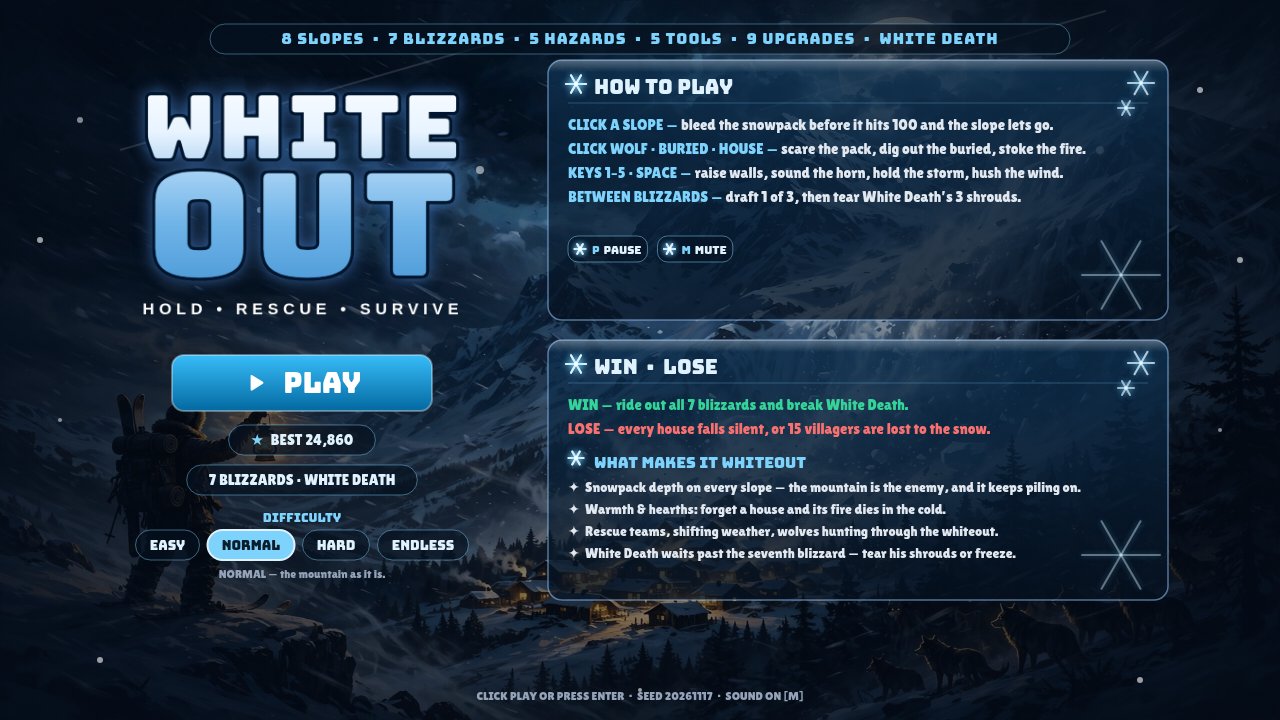 8 SLOPES • 7 BLIZZARDS • 5 HAZARDS • 5 TOOLS • 9 UPGRADES • WHITE DEATH
WHITE
OUT
HOLD • RESCUE • SURVIVE
PLAY
★ BEST 24,860
7 BLIZZARDS · WHITE DEATH
DIFFICULTY
EASY NORMAL HARD ENDLESS
NORMAL — the mountain as it is.
HOW TO PLAY
CLICK A SLOPE — bleed the snowpack before it hits 100 and the slope lets go.
CLICK WOLF · BURIED · HOUSE — scare the pack, dig out the buried, stoke the fire.
KEYS 1-5 · SPACE — raise walls, sound the horn, hold the storm, hush the wind.
BETWEEN BLIZZARDS — draft 1 of 3, then tear White Death's 3 shrouds.
P PAUSE M MUTE
WIN · LOSE
WIN — ride out all 7 blizzards and break White Death.
LOSE — every house falls silent, or 15 villagers are lost to the snow.
WHAT MAKES IT WHITEOUT
✦ Snowpack depth on every slope — the mountain is the enemy, and it keeps piling on.
✦ Warmth & hearths: forget a house and its fire dies in the cold.
✦ Rescue teams, shifting weather, wolves hunting through the whiteout.
✦ White Death waits past the seventh blizzard — tear his shrouds or freeze.
CLICK PLAY OR PRESS ENTER · SEED 20261117 · SOUND ON [M]